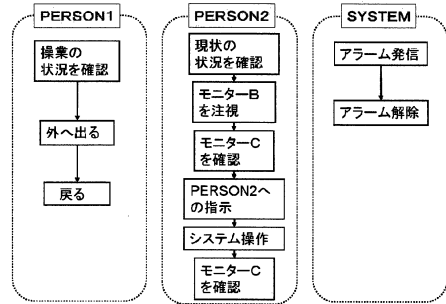 PERSON1
操業の
状況を確認
外へ出る
戻る
PERSON2
現状の
状況を確認
モニターB
を注視
モニターC
を確認
PERSON2へ
の指示
システム操作
モニターC
を確認
SYSTEM
アラーム発信
アラーム解除